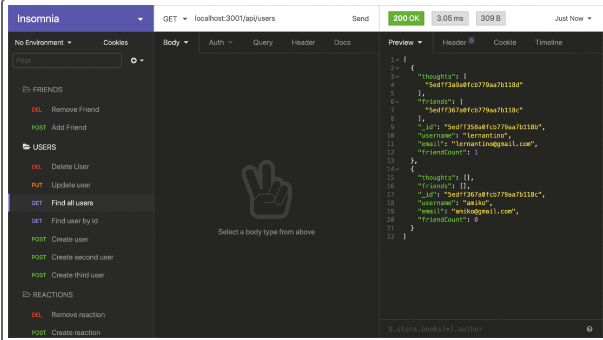 Insomnia
GET localhost:3001/api/users Send
200 OK 3.05 ms 309 B Just Now
No Environment Cookies
Body Auth Query Header Docs
Preview Header 8 Cookie Timeline
Filter
FRIENDS
DEL Remove Friend
POST Add Friend
USERS
DEL Delete User
PUT Update user
GET Find all users
GET Find user by id
POST Create user
POST Create second user
POST Create third user
REACTIONS
DEL Remove reaction
POST Create reaction
Select a body type from above
1 [
2 {
3 "thoughts": [
4 "5edff3a9a0fcb779aa7b118d"
5 ],
6 "friends": [
7 "5edff367a0fcb779aa7b118c"
8 ],
9 "_id": "5edff358a0fcb779aa7b118b",
10 "username": "lernantino",
11 "email": "lernantino@gmail.com",
12 "friendCount": 1
13 },
14 {
15 "thoughts": [],
16 "friends": [],
17 "_id": "5edff367a0fcb779aa7b118c",
18 "username": "amiko",
19 "email": "amiko@gmail.com",
20 "friendCount": 0
21 }
22 ]
$.store.books[*].author